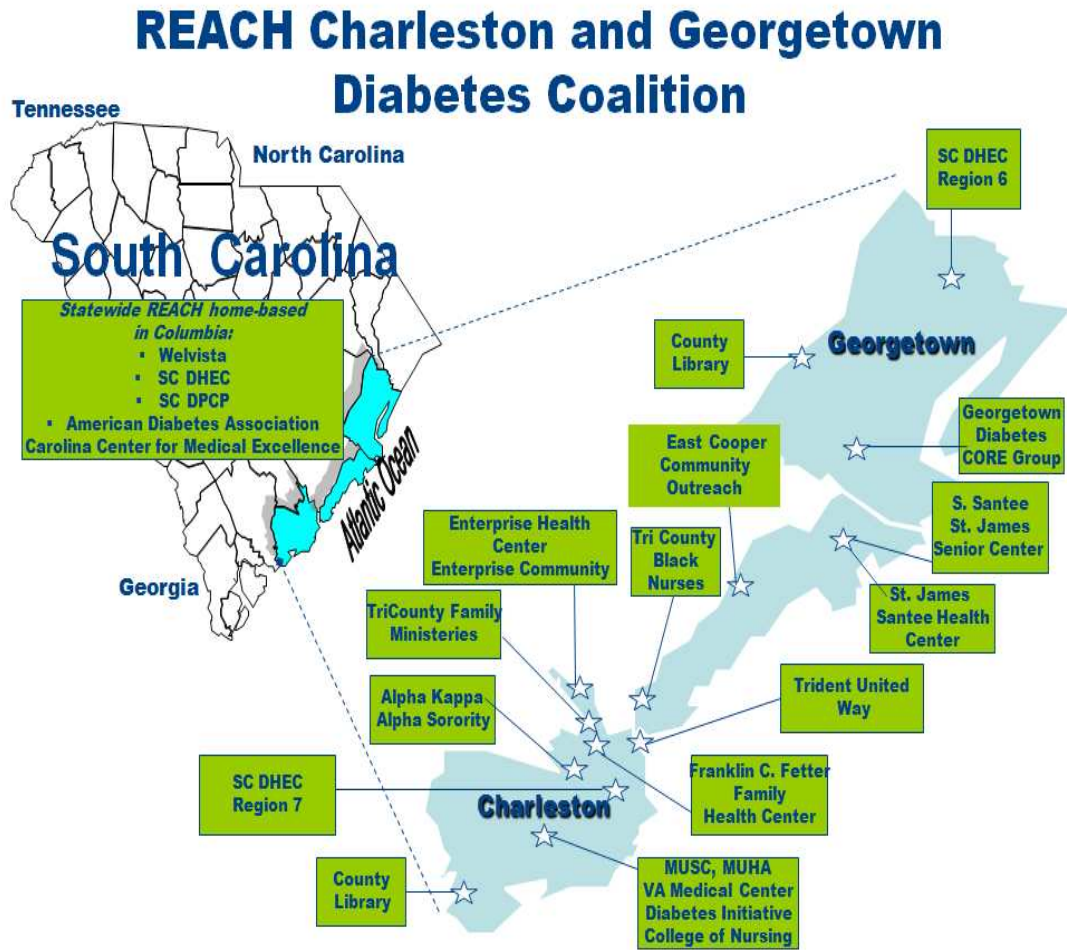 REACH Charleston and Georgetown
Diabetes Coalition
Tennessee
North Carolina
South Carolina
Statewide REACH home-based
in Columbia:
▪ Welvista
▪ SC DHEC
▪ SC DPCP
▪ American Diabetes Association
Carolina Center for Medical Excellence
Georgia
Atlantic Ocean
SC DHEC
Region 6
County
Library
Georgetown
Georgetown
Diabetes
CORE Group
East Cooper
Community
Outreach
S. Santee
St. James
Senior Center
Enterprise Health
Center
Enterprise Community
Tri County
Black
Nurses
St. James
Santee Health
Center
TriCounty Family
Ministeries
Trident United
Way
Alpha Kappa
Alpha Sorority
Franklin C. Fetter
Family
Health Center
SC DHEC
Region 7
Charleston
County
Library
MUSC, MUHA
VA Medical Center
Diabetes Initiative
College of Nursing